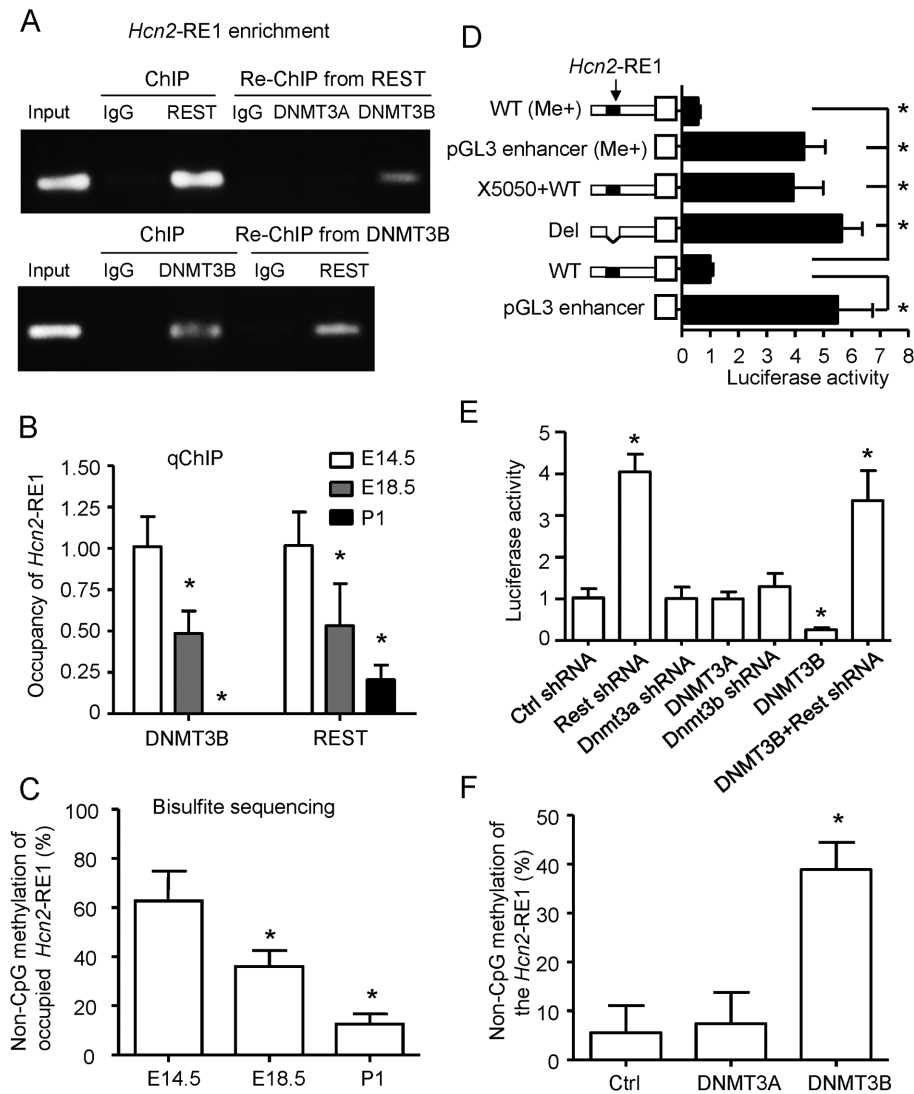 A
Hcn2-RE1 enrichment
ChIP
Re-ChIP from REST
Input
IgG
REST
IgG
DNMT3A
DNMT3B
ChIP
Re-ChIP from DNMT3B
Input
IgG
DNMT3B
IgG
REST
B
qChIP
E14.5
E18.5
P1
Occupancy of Hcn2-RE1
1.50
1.25
1.00
0.75
0.50
0.25
0
*
*
*
*
DNMT3B
REST
C
Bisulfite sequencing
Non-CpG methylation of
occupied Hcn2-RE1 (%)
100
80
60
40
20
0
*
*
E14.5
E18.5
P1
D
Hcn2-RE1
WT (Me+)
*
pGL3 enhancer (Me+)
*
X5050+WT
*
Del
*
WT
pGL3 enhancer
*
0 1 2 3 4 5 6 7 8
Luciferase activity
E
Luciferase activity
5
4
3
2
1
0
*
*
*
Ctrl shRNA
Rest shRNA
Dnmt3a shRNA
DNMT3A
Dnmt3b shRNA
DNMT3B
DNMT3B+Rest shRNA
F
Non-CpG methylation of
the Hcn2-RE1 (%)
50
40
30
20
10
0
*
Ctrl
DNMT3A
DNMT3B